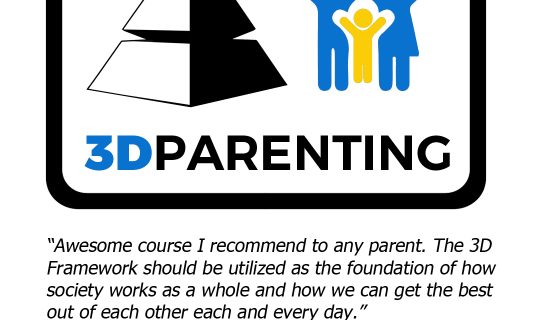 3DPARENTING
“Awesome course I recommend to any parent. The 3D
Framework should be utilized as the foundation of how
society works as a whole and how we can get the best
out of each other each and every day.”